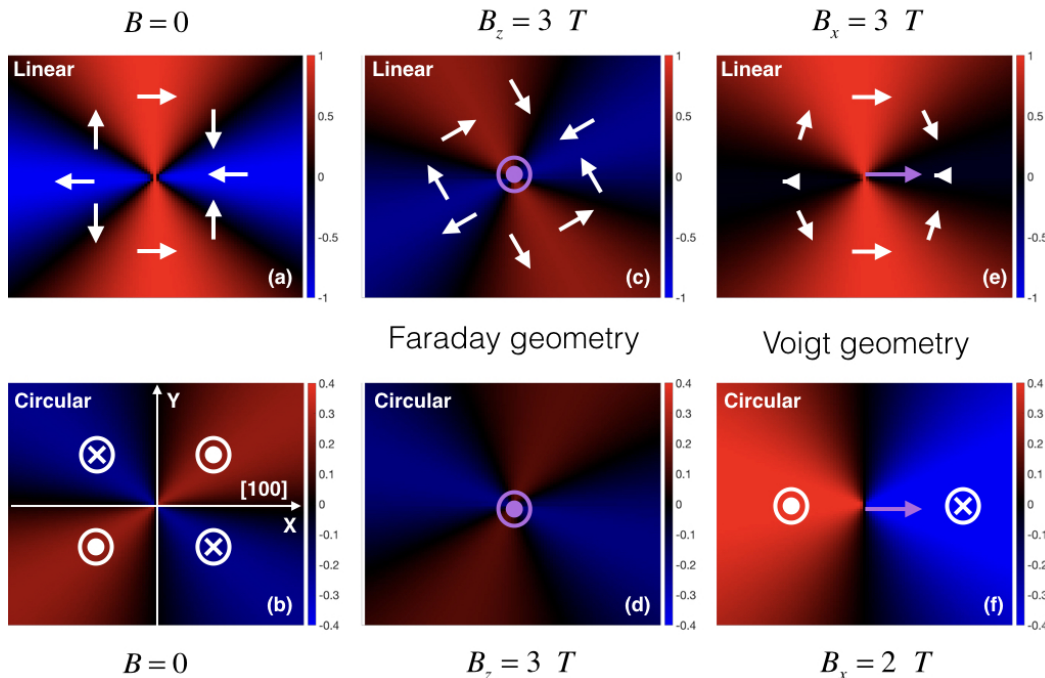 B = 0
B_z = 3 T
B_x = 3 T
Linear
1
0.5
0
-0.5
-1
(a)
Linear
1
0.5
0
-0.5
-1
(c)
Linear
1
0.5
0
-0.5
-1
(e)
Faraday geometry
Voigt geometry
Circular
Y
[100]
X
0.4
0.3
0.2
0.1
0
-0.1
-0.2
-0.3
-0.4
(b)
Circular
0.4
0.3
0.2
0.1
0
-0.1
-0.2
-0.3
-0.4
(d)
Circular
0.4
0.3
0.2
0.1
0
-0.1
-0.2
-0.3
-0.4
(f)
B = 0
B_z = 3 T
B_x = 2 T